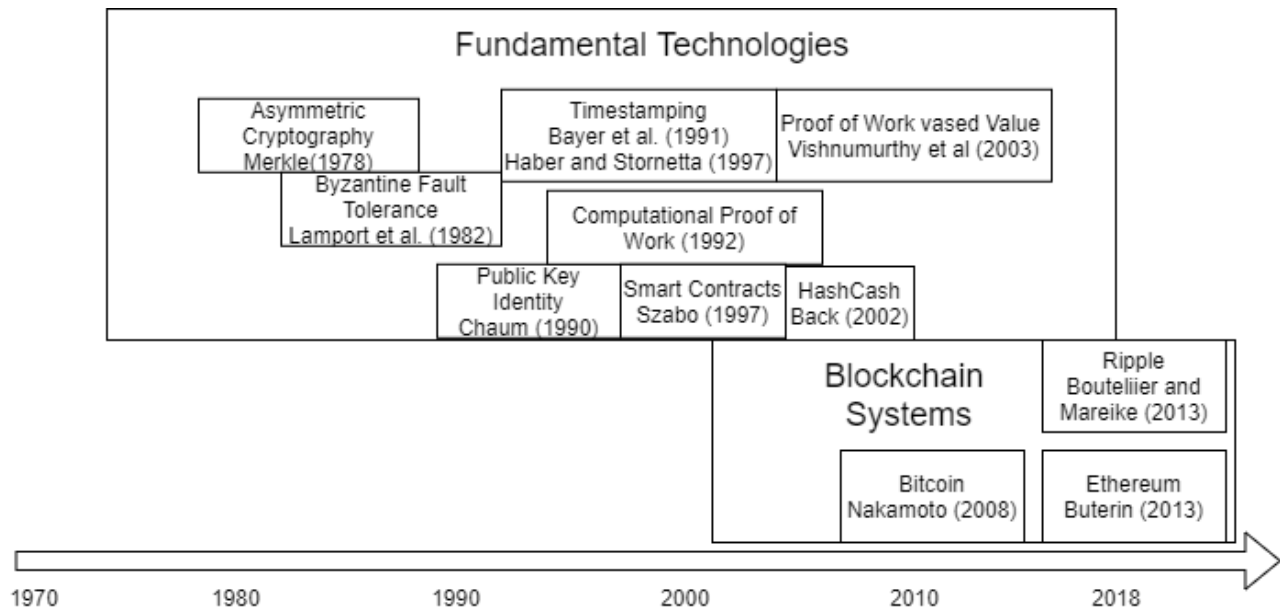 Fundamental Technologies
Asymmetric
Cryptography
Merkle(1978)
Timestamping
Bayer et al. (1991)
Haber and Stornetta (1997)
Proof of Work vased Value
Vishnumurthy et al (2003)
Byzantine Fault
Tolerance
Lamport et al. (1982)
Computational Proof of
Work (1992)
Public Key
Identity
Chaum (1990)
Smart Contracts
Szabo (1997)
HashCash
Back (2002)
Blockchain
Systems
Ripple
Bouteliier and
Mareike (2013)
Bitcoin
Nakamoto (2008)
Ethereum
Buterin (2013)
1970 1980 1990 2000 2010 2018